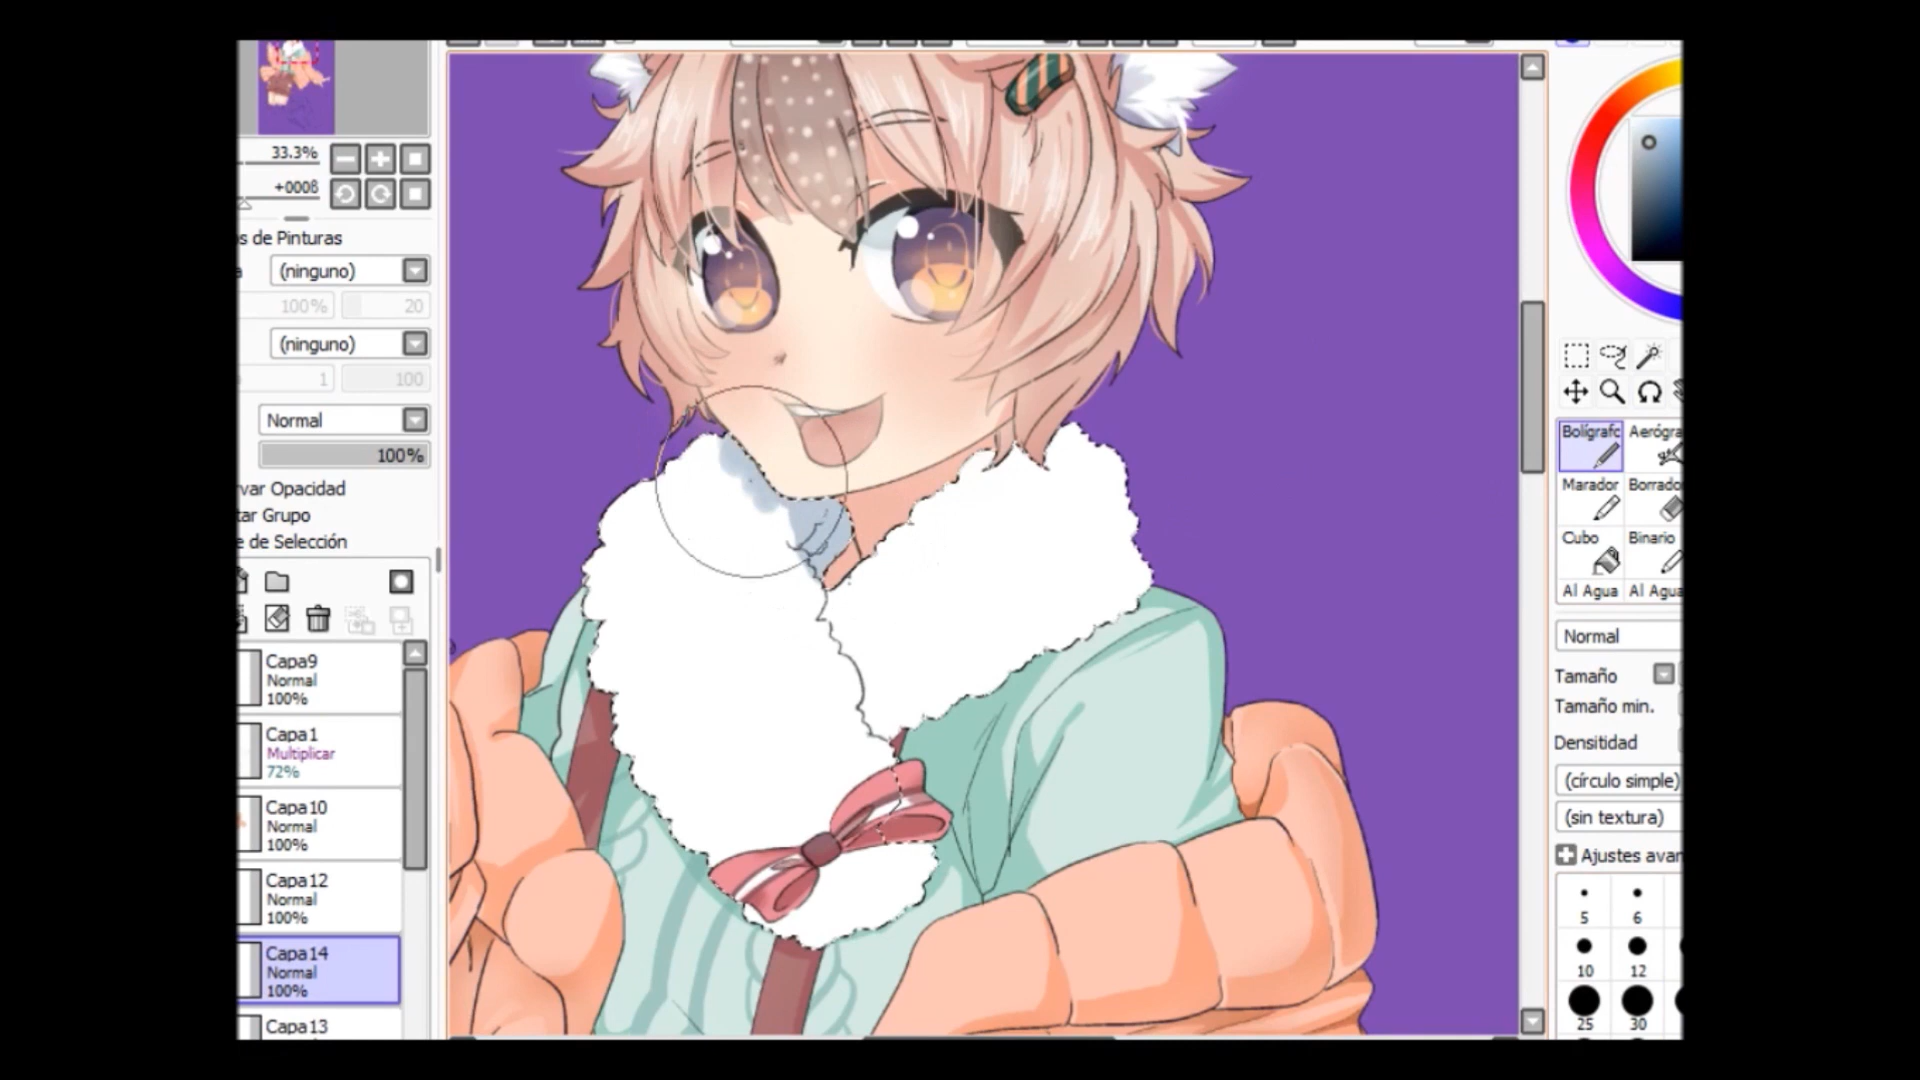 33.3%
+0008
s de Pinturas
(ninguno)
100%
20
(ninguno)
1
100
Normal
100%
var Opacidad
tar Grupo
e de Selección
Capa9
Normal
100%
Capa1
Multiplicar
72%
Capa10
Normal
100%
Capa12
Normal
100%
Capa14
Normal
100%
Capa13
Bolígrafc Aerógra
Marador Borrado
Cubo Binario
Al Agua Al Agua
Normal
Tamaño
Tamaño min.
Densitidad
(círculo simple)
(sin textura)
Ajustes avan
5 6
10 12
25 30